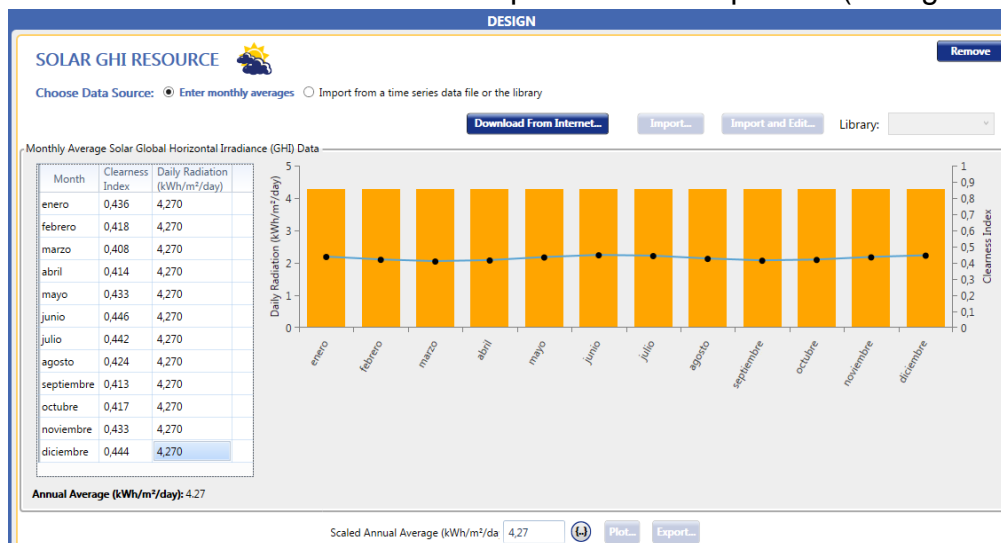 DESIGN
SOLAR GHI RESOURCE
Remove
Choose Data Source: Enter monthly averages Import from a time series data file or the library
Download From Internet... Import... Import and Edit... Library:
Monthly Average Solar Global Horizontal Irradiance (GHI) Data
Month Clearness Index Daily Radiation (kWh/m²/day)
enero 0,436 4,270
febrero 0,418 4,270
marzo 0,408 4,270
abril 0,414 4,270
mayo 0,433 4,270
junio 0,446 4,270
julio 0,442 4,270
agosto 0,424 4,270
septiembre 0,413 4,270
octubre 0,417 4,270
noviembre 0,433 4,270
diciembre 0,444 4,270
Daily Radiation (kWh/m²/day)
5
4
3
2
1
0
enero febrero marzo abril mayo junio julio agosto septiembre octubre noviembre diciembre
1
0,9
0,8
0,7
0,6
0,5
0,4
0,3
0,2
0,1
0
Clearness Index
Annual Average (kWh/m²/day): 4.27
Scaled Annual Average (kWh/m²/da 4,27 {..} Plot... Export...